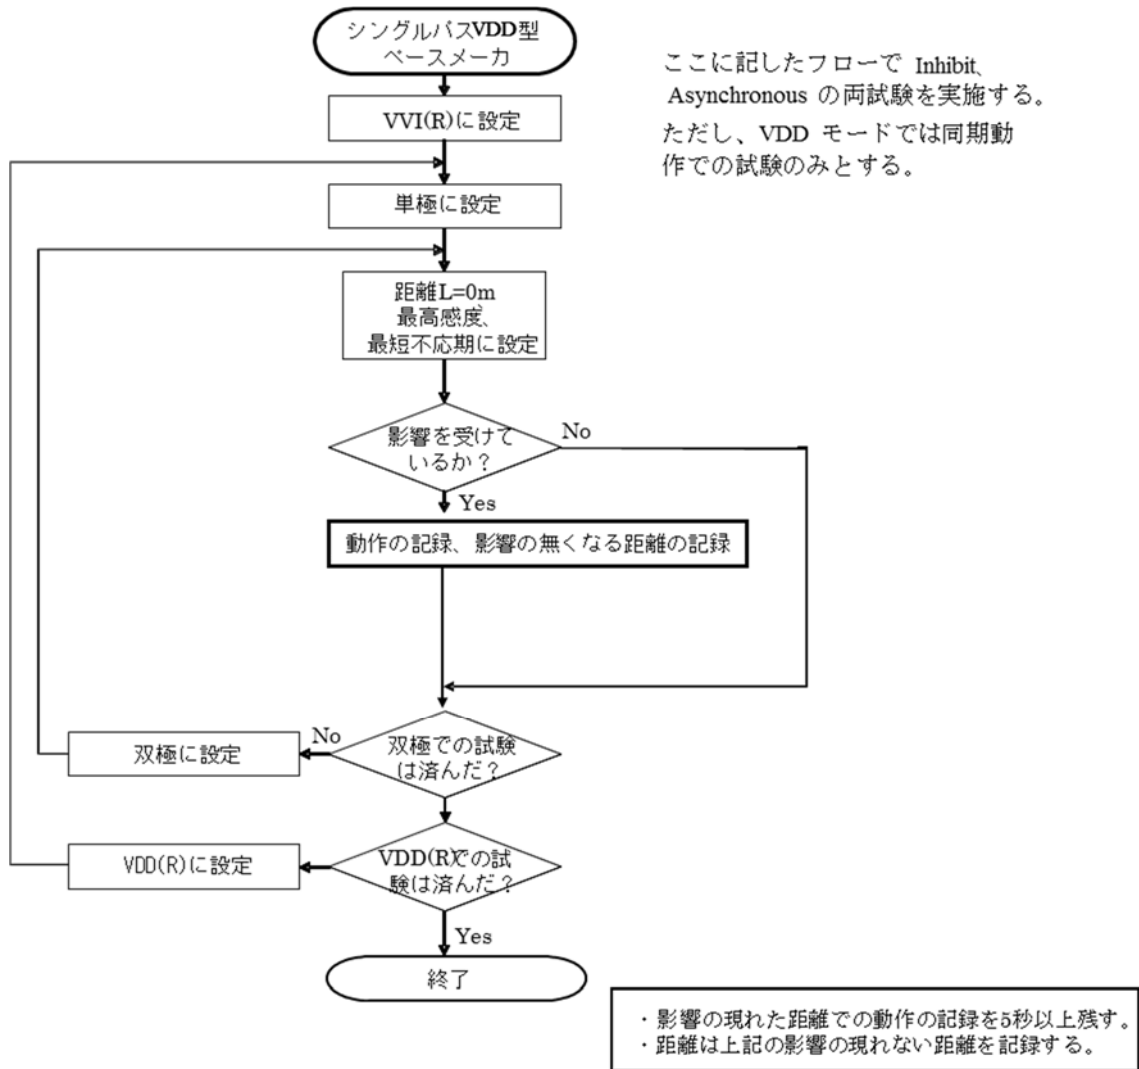 シングルパスVDD型
ペースメーカ
ここに記したフローで Inhibit、
Asynchronous の両試験を実施する。
ただし、VDD モードでは同期動
作での試験のみとする。
VVI(R)に設定
単極に設定
距離L=0m
最高感度、
最短不応期に設定
影響を受けて
いるか？
No
Yes
動作の記録、影響の無くなる距離の記録
双極での試験
は済んだ？
No
双極に設定
VDD(R)での試
験は済んだ？
VDD(R)に設定
Yes
終了
・影響の現れた距離での動作の記録を5秒以上残す。
・距離は上記の影響の現れない距離を記録する。